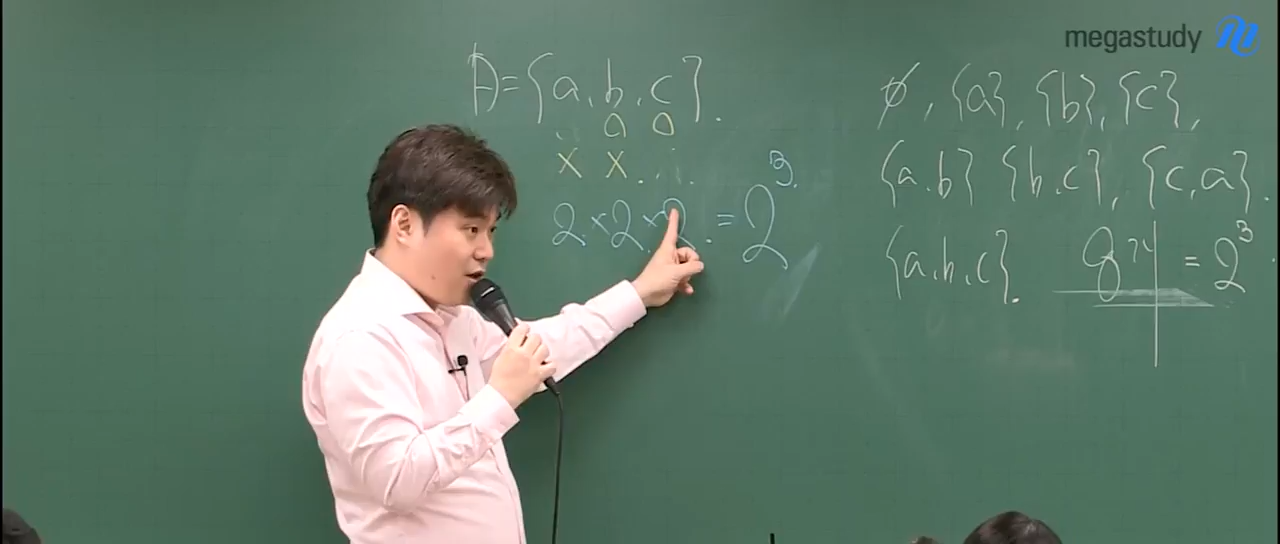 megastudy
A={a, b, c}.
o o
x x . . .
2 × 2 × 2 . = 2³
∅, {a}, {b}, {c},
{a,b} {b,c}, {c,a}.
{a,b,c}. 8개 = 2³